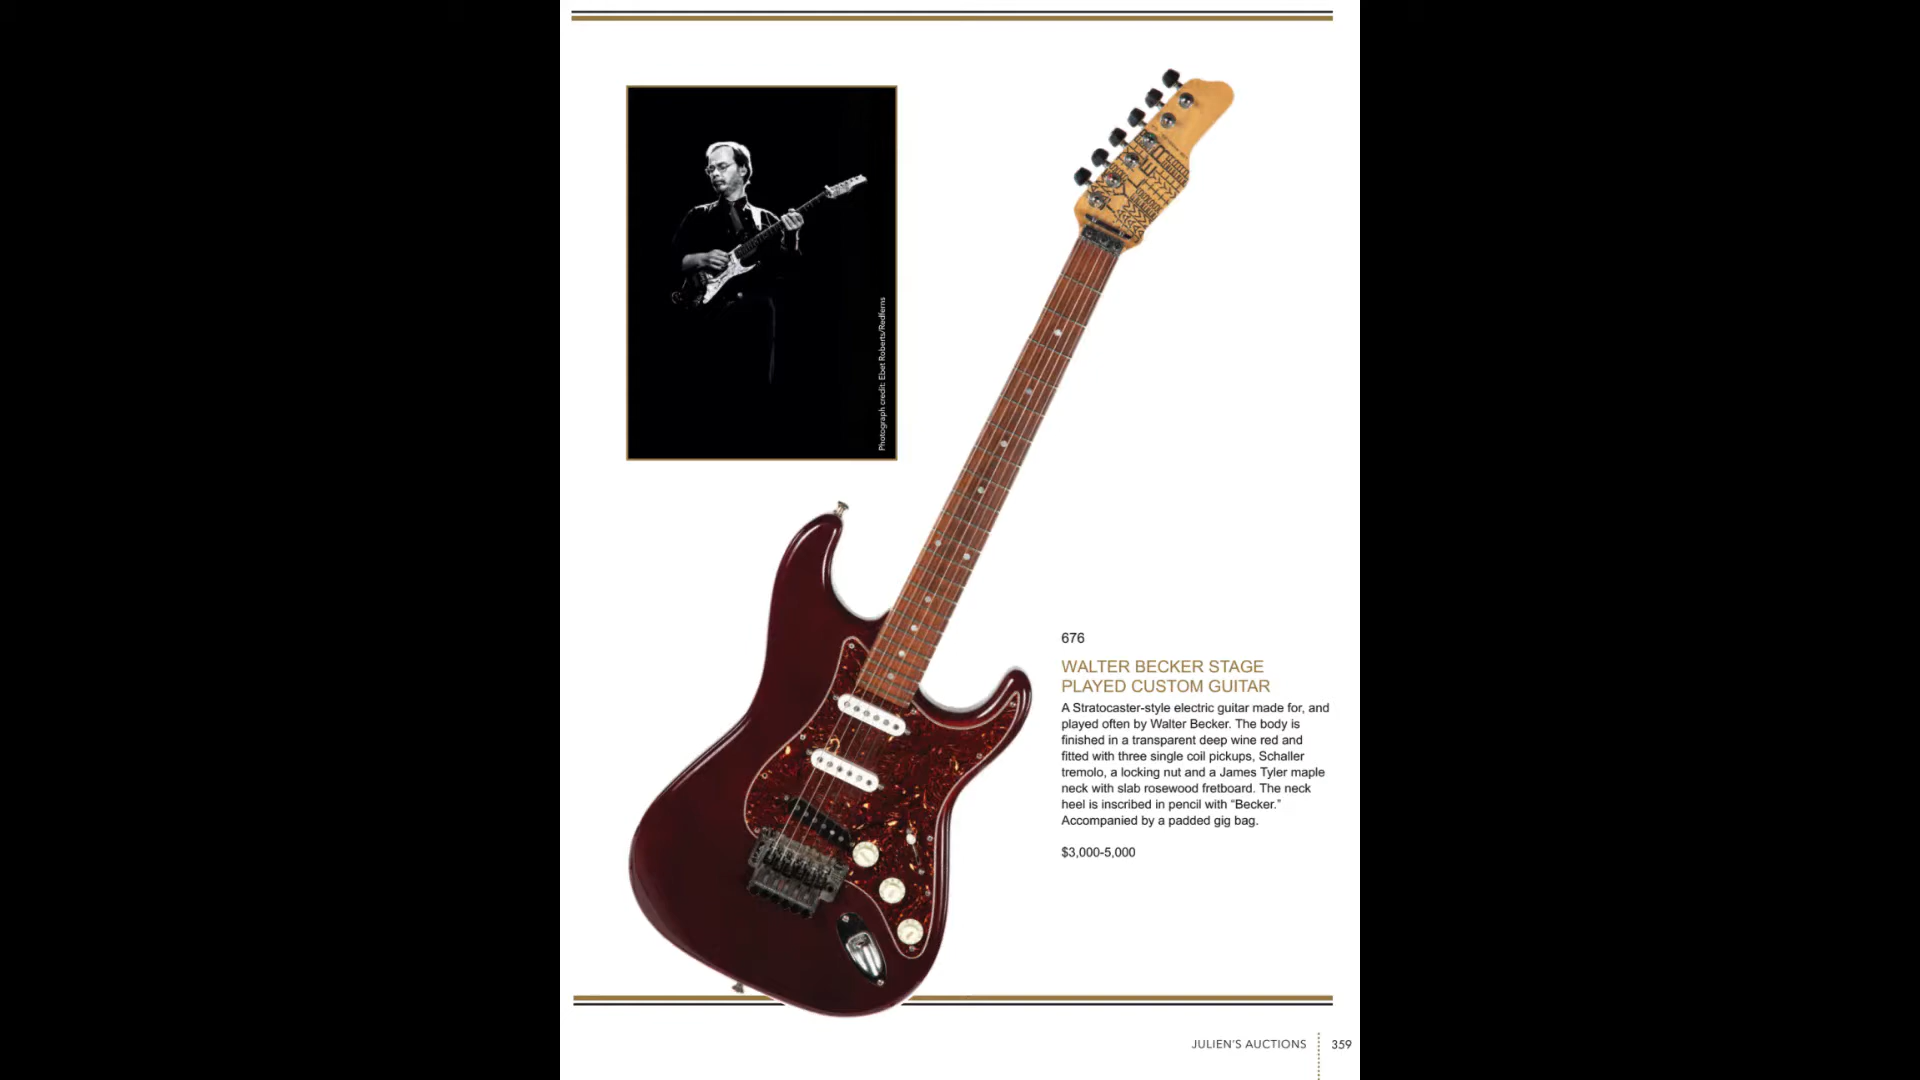 Photograph credit: Ebet Roberts/Redferns
676
WALTER BECKER STAGE
PLAYED CUSTOM GUITAR
A Stratocaster-style electric guitar made for, and
played often by Walter Becker. The body is
finished in a transparent deep wine red and
fitted with three single coil pickups, Schaller
tremolo, a locking nut and a James Tyler maple
neck with slab rosewood fretboard. The neck
heel is inscribed in pencil with “Becker.”
Accompanied by a padded gig bag.
$3,000-5,000
JULIEN'S AUCTIONS
359